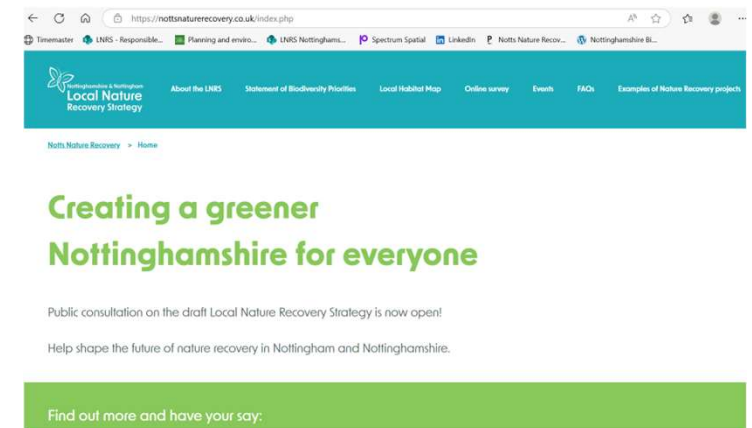 https://nottsnaturerecovery.co.uk/index.php
Timemaster LNRS - Responsible... Planning and enviro... LNRS Nottinghams... Spectrum Spatial Linkedin Notts Nature Recov... Nottinghamshire Bi...
Nottinghamshire & Nottingham
Local Nature
Recovery Strategy
About the LNRS Statement of Biodiversity Priorities Local Habitat Map Online survey Events FAQs Examples of Nature Recovery projects
Notts Nature Recovery > Home
Creating a greener
Nottinghamshire for everyone
Public consultation on the draft Local Nature Recovery Strategy is now open!
Help shape the future of nature recovery in Nottingham and Nottinghamshire.
Find out more and have your say: